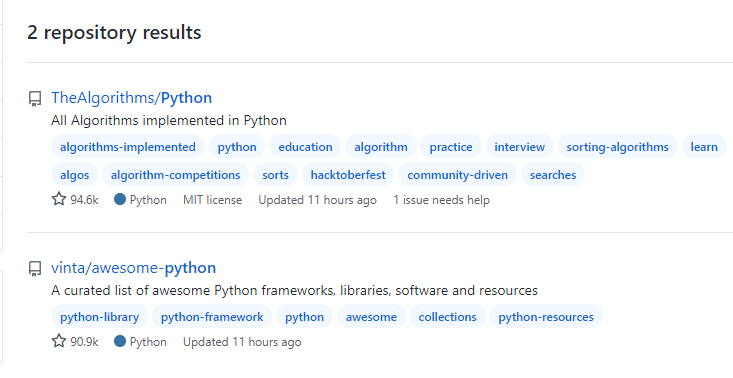 2 repository results
TheAlgorithms/Python
All Algorithms implemented in Python
algorithms-implemented python education algorithm practice interview sorting-algorithms learn
algos algorithm-competitions sorts hacktoberfest community-driven searches
94.6k Python MIT license Updated 11 hours ago 1 issue needs help
vinta/awesome-python
A curated list of awesome Python frameworks, libraries, software and resources
python-library python-framework python awesome collections python-resources
90.9k Python Updated 11 hours ago